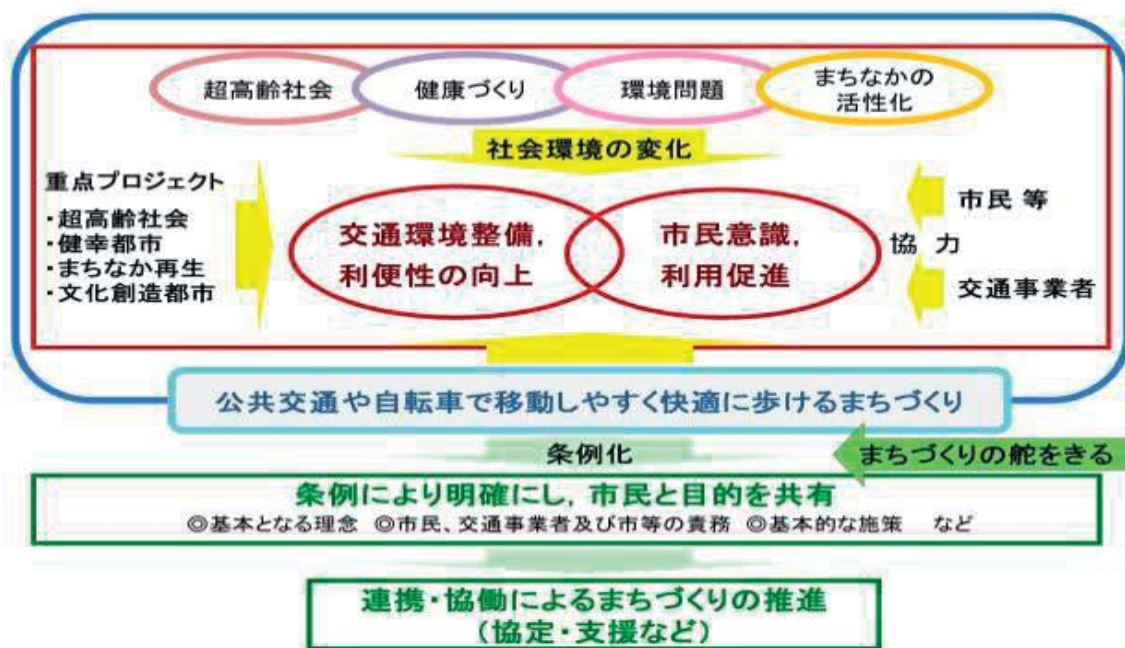 超高齢社会
健康づくり
環境問題
まちなかの
活性化
社会環境の変化
重点プロジェクト
・超高齢社会
・健幸都市
・まちなか再生
・文化創造都市
交通環境整備，
利便性の向上
市民意識，
利用促進
市民 等
協 力
交通事業者
公共交通や自転車で移動しやすく快適に歩けるまちづくり
条例化
まちづくりの舵をきる
条例により明確にし，市民と目的を共有
◎基本となる理念 ◎市民、交通事業者及び市等の責務 ◎基本的な施策 など
連携・協働によるまちづくりの推進
（協定・支援など）